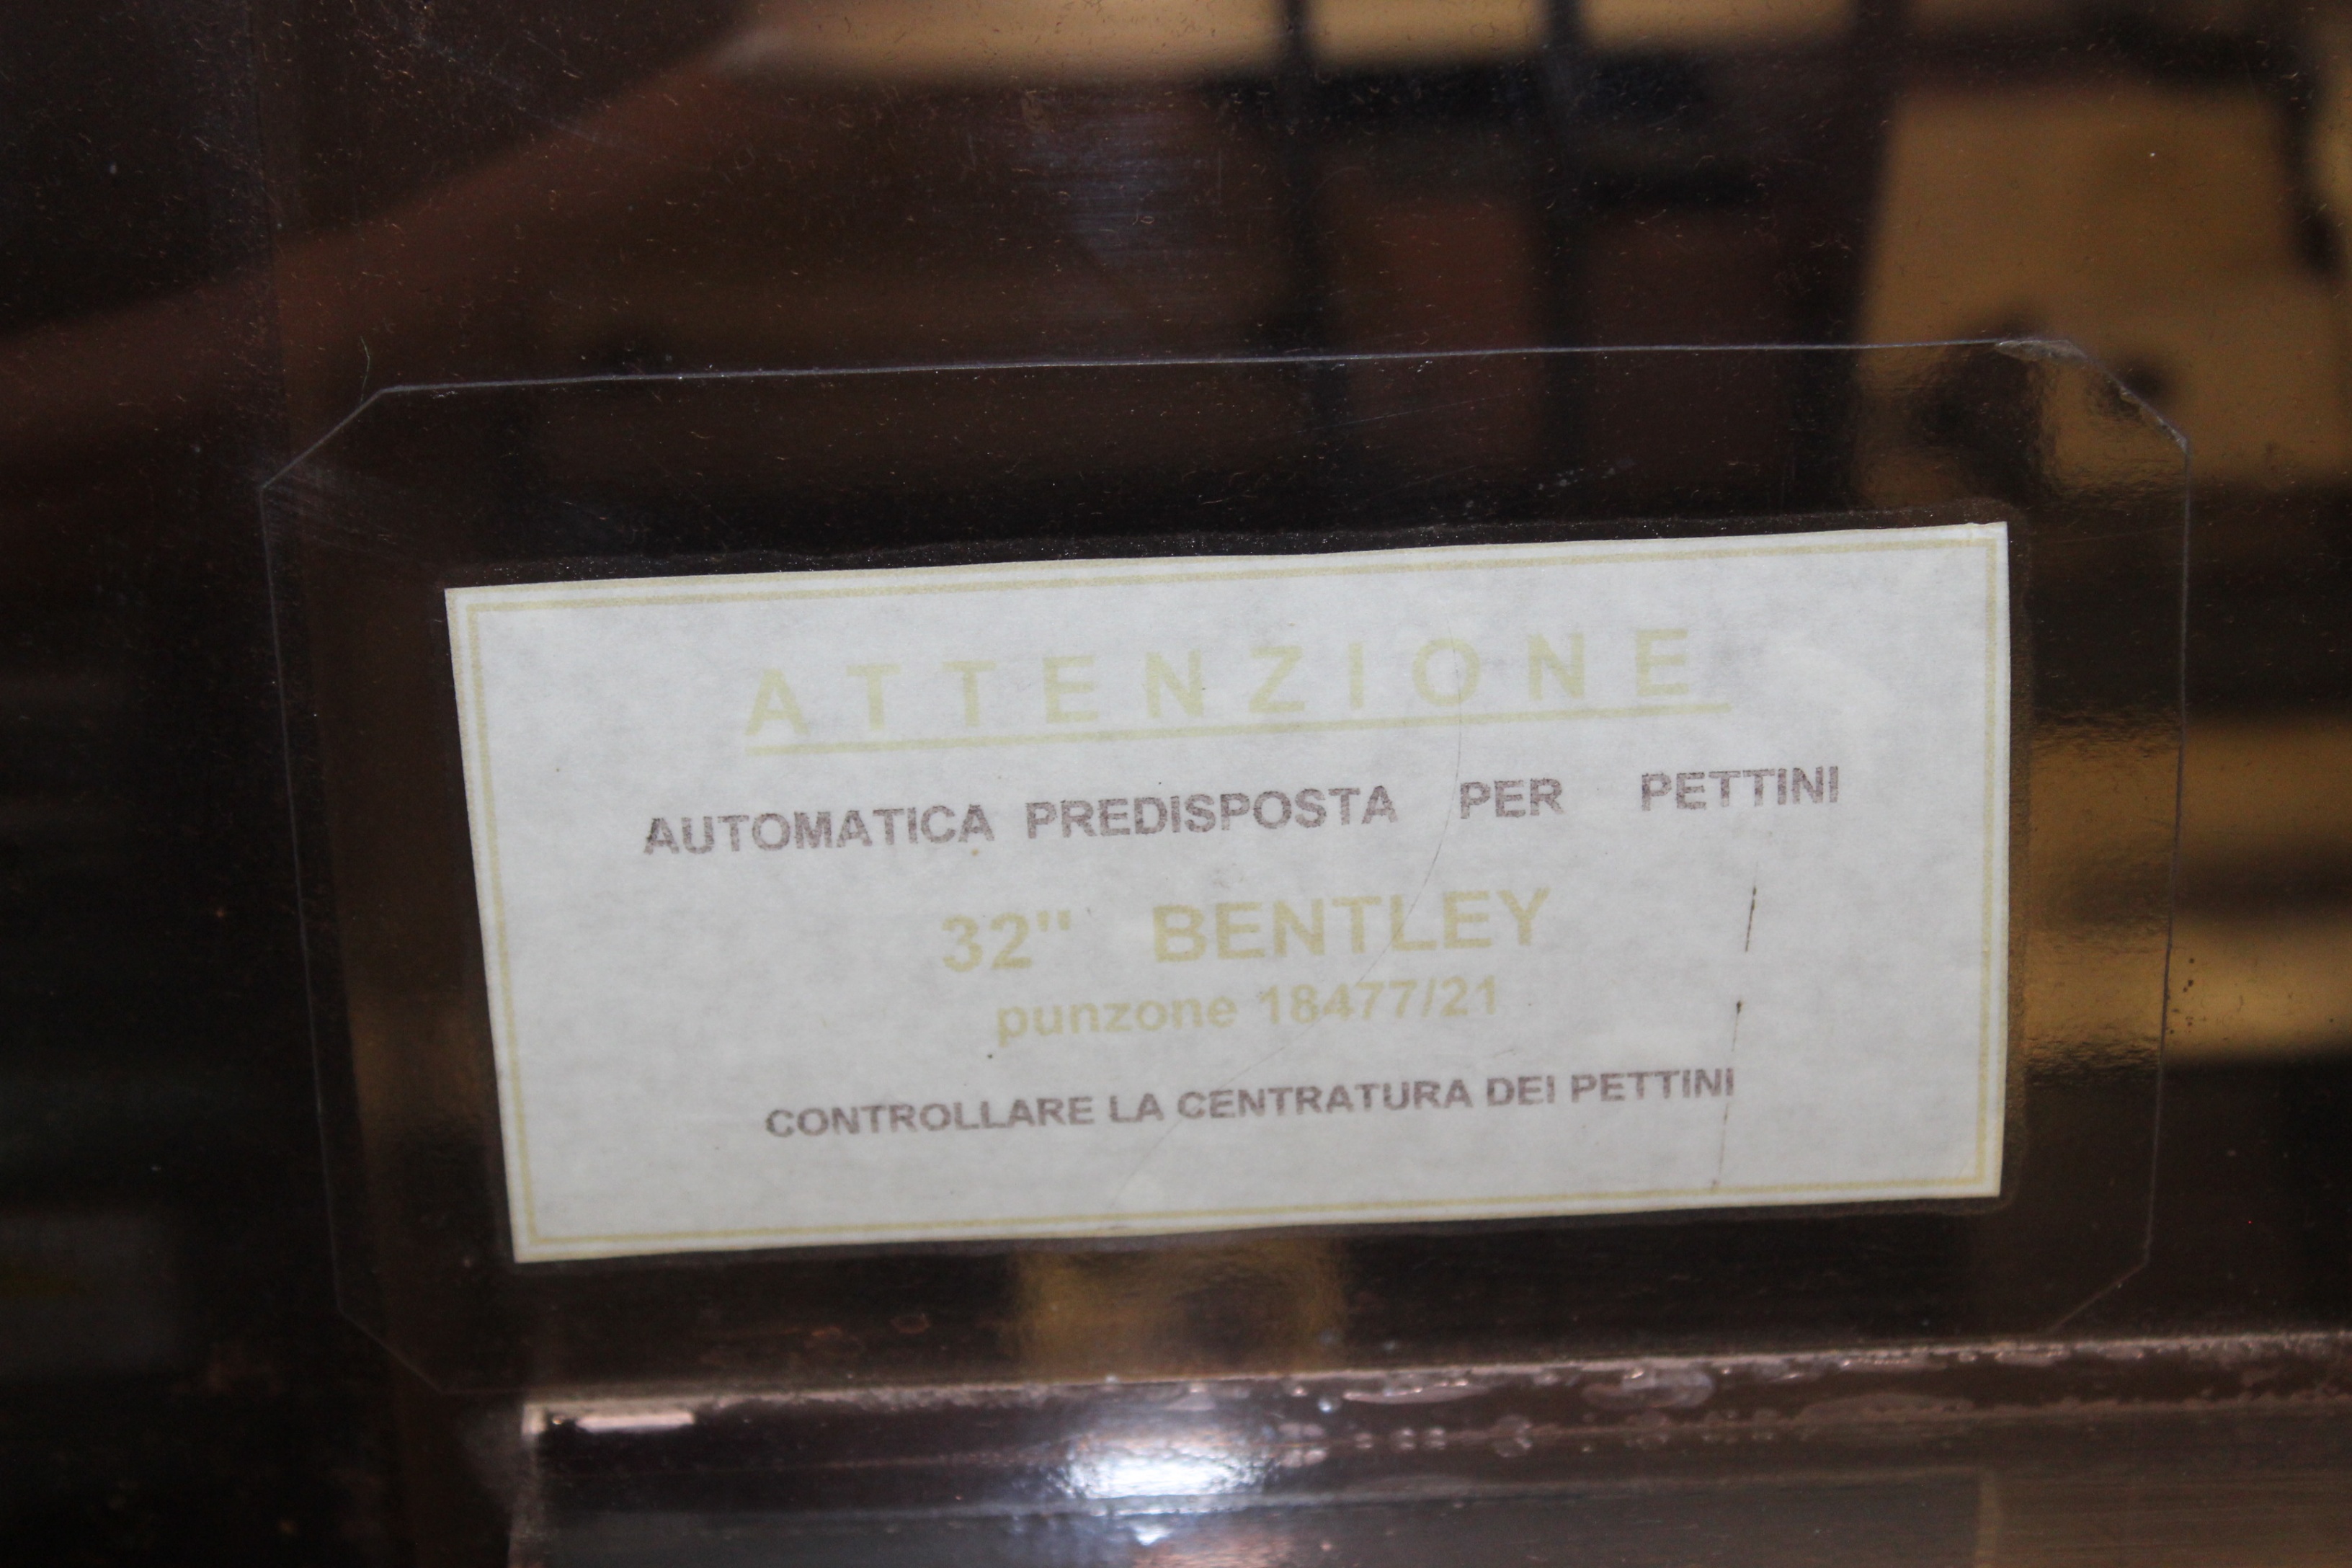 ATTENZIONE
AUTOMATICA PREDISPOSTA PER PETTINI
32" BENTLEY
punzone 18477/21
CONTROLLARE LA CENTRATURA DEI PETTINI